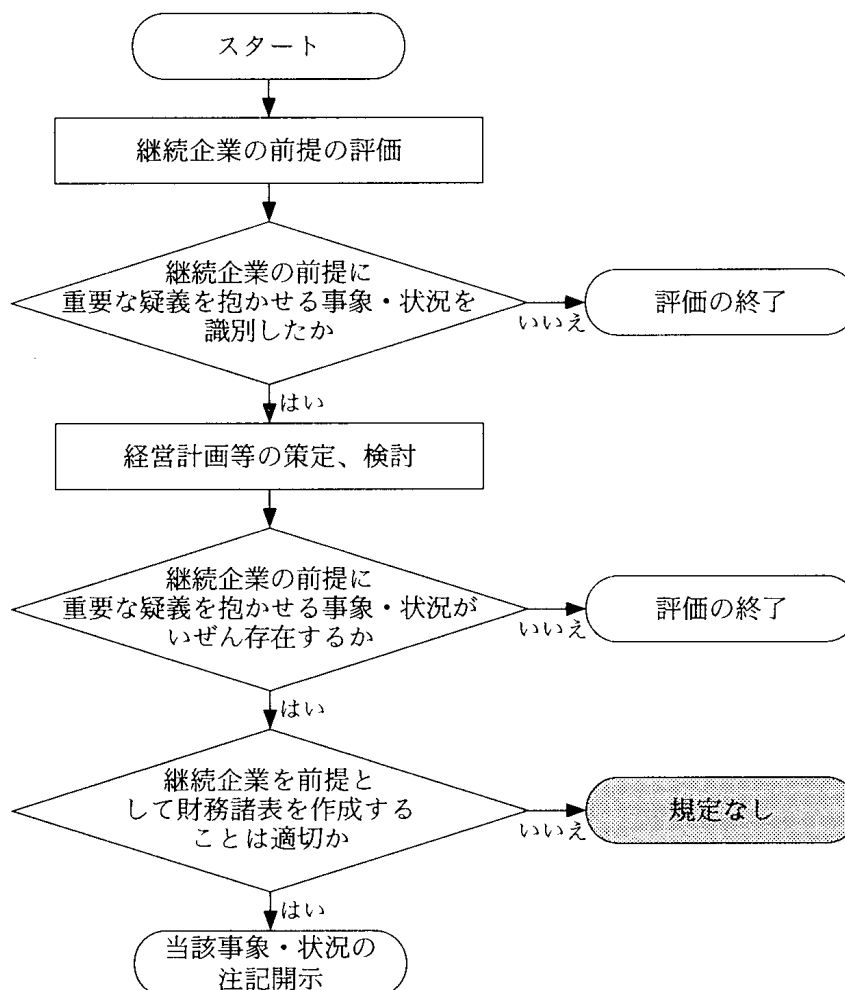 スタート
継続企業の前提の評価
継続企業の前提に
重要な疑義を抱かせる事象・状況を
識別したか
いいえ
評価の終了
はい
経営計画等の策定、検討
継続企業の前提に
重要な疑義を抱かせる事象・状況が
いぜん存在するか
いいえ
評価の終了
はい
継続企業を前提と
して財務諸表を作成する
ことは適切か
いいえ
規定なし
はい
当該事象・状況の
注記開示